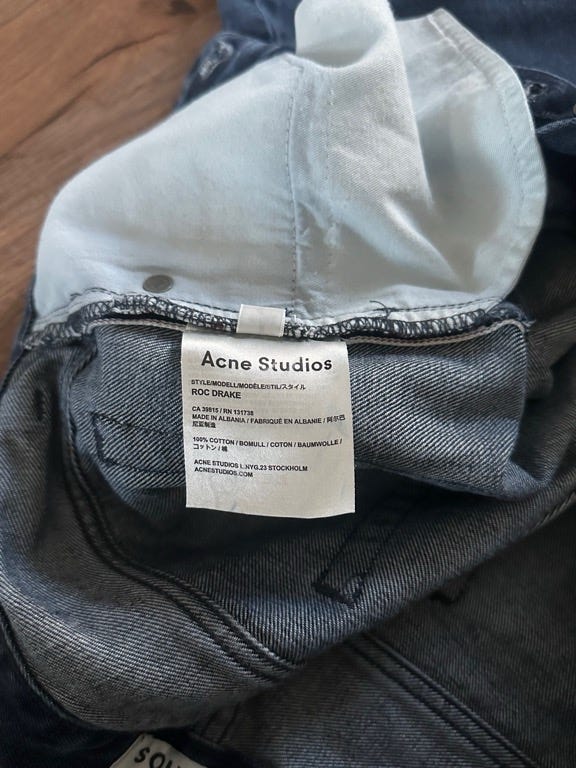 Acne Studios
STYLE/MODELL/MODÈLE/STIL/スタイル
ROC DRAKE
CA 39815 / RN 131738
MADE IN ALBANIA / FABRIQUÉ EN ALBANIE / 阿尔巴
尼亚制造
100% COTTON / BOMULL / COTON / BAUMWOLLE /
コットン / 棉
ACNE STUDIOS L.NYG.23 STOCKHOLM
ACNESTUDIOS.COM